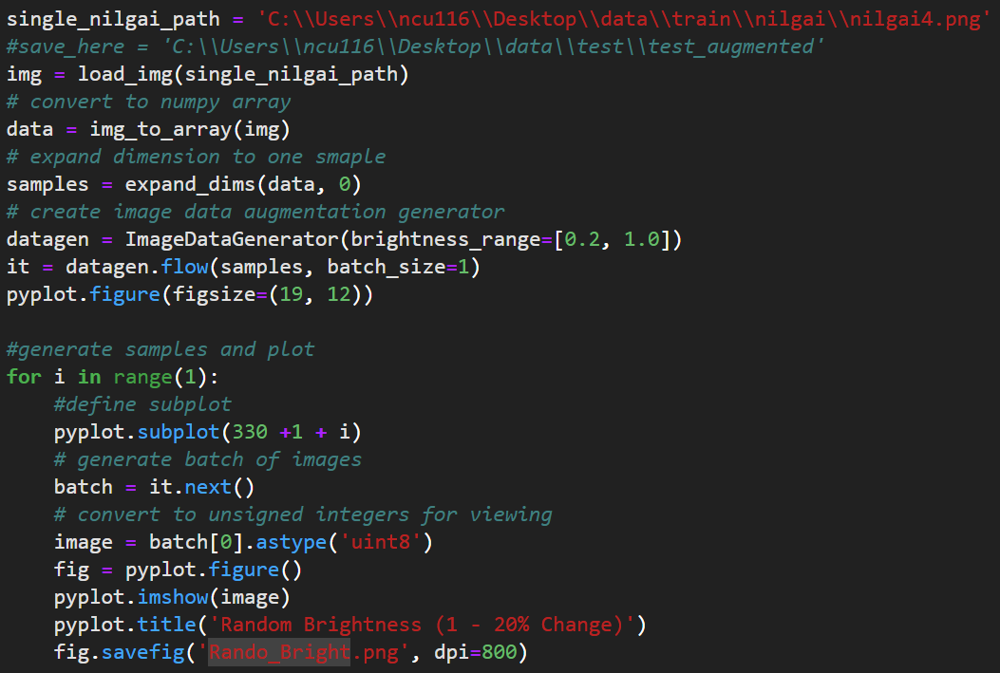 single_nilgai_path = 'C:\\Users\\ncu116\\Desktop\\data\\train\\nilgai\\nilgai4.png'
#save_here = 'C:\\Users\\ncu116\\Desktop\\data\\test\\test_augmented'
img = load_img(single_nilgai_path)
# convert to numpy array
data = img_to_array(img)
# expand dimension to one smaple
samples = expand_dims(data, 0)
# create image data augmentation generator
datagen = ImageDataGenerator(brightness_range=[0.2, 1.0])
it = datagen.flow(samples, batch_size=1)
pyplot.figure(figsize=(19, 12))

#generate samples and plot
for i in range(1):
    #define subplot
    pyplot.subplot(330 +1 + i)
    # generate batch of images
    batch = it.next()
    # convert to unsigned integers for viewing
    image = batch[0].astype('uint8')
    fig = pyplot.figure()
    pyplot.imshow(image)
    pyplot.title('Random Brightness (1 - 20% Change)')
    fig.savefig('Rando_Bright.png', dpi=800)